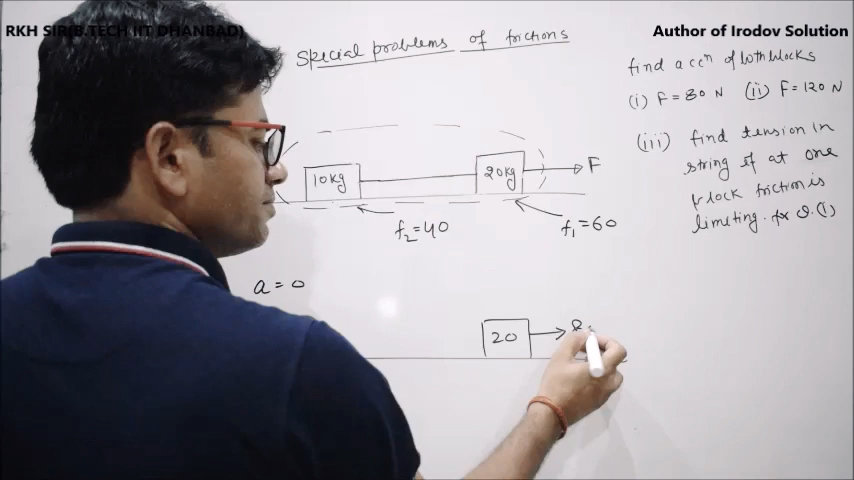 RKH SIR(B.TECH IIT DHANBAD)
Author of Irodov Solution
Special problems of frictions
find accⁿ of both blocks
(i) F = 80 N (ii) F = 120 N
(iii) find tension in
string if at one
block friction is
limiting. for Q.(i)
10kg
20kg
F
f₂=40
f₁=60
a = 0
20